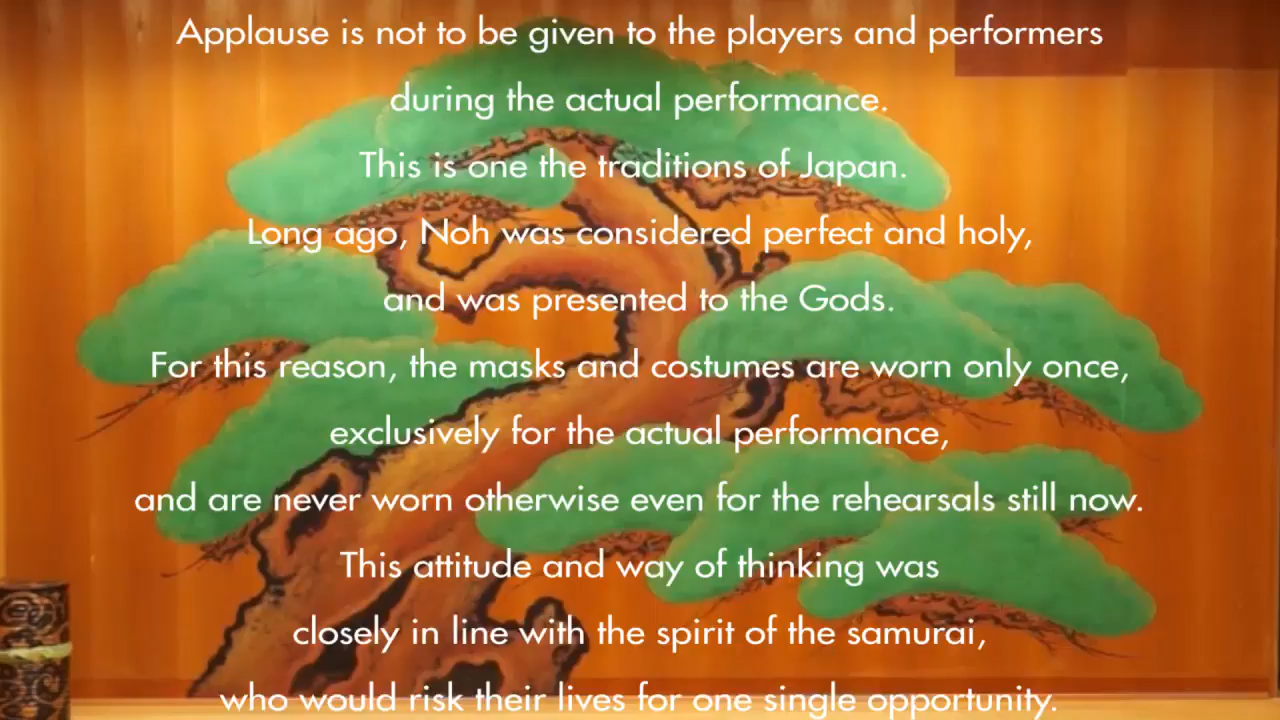 Applause is not to be given to the players and performers
during the actual performance.
This is one the traditions of Japan.
Long ago, Noh was considered perfect and holy,
and was presented to the Gods.
For this reason, the masks and costumes are worn only once,
exclusively for the actual performance,
and are never worn otherwise even for the rehearsals still now.
This attitude and way of thinking was
closely in line with the spirit of the samurai,
who would risk their lives for one single opportunity.